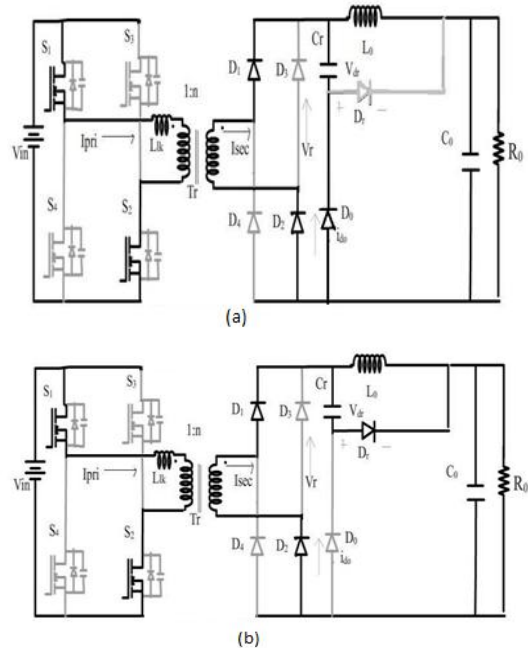 S1 S3 Cr L0
D1 D3 Vdr
1:n + −
Dr
Vin Ipri Llk Isec Vr C0 R0
S4 S2 Tr
D4 D2 D0
ido
(a)
S1 S3 Cr L0
D1 D3 Vdr
1:n + −
Dr
Vin Ipri Llk Isec Vr C0 R0
S4 S2 Tr
D4 D2 D0
ido
(b)